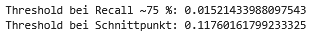 Threshold bei Recall ~75 %: 0.01521433988097543
Threshold bei Schnittpunkt: 0.11760161799233325